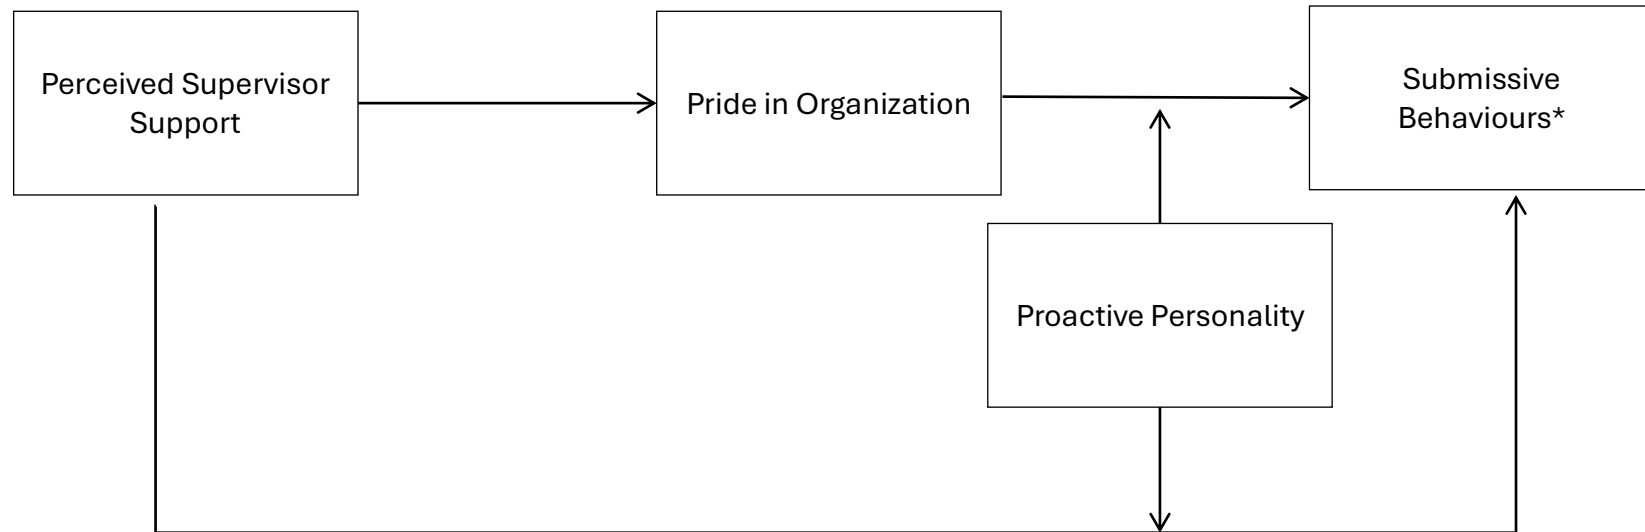 Perceived Supervisor
Support
Pride in Organization
Submissive
Behaviours*
Proactive Personality